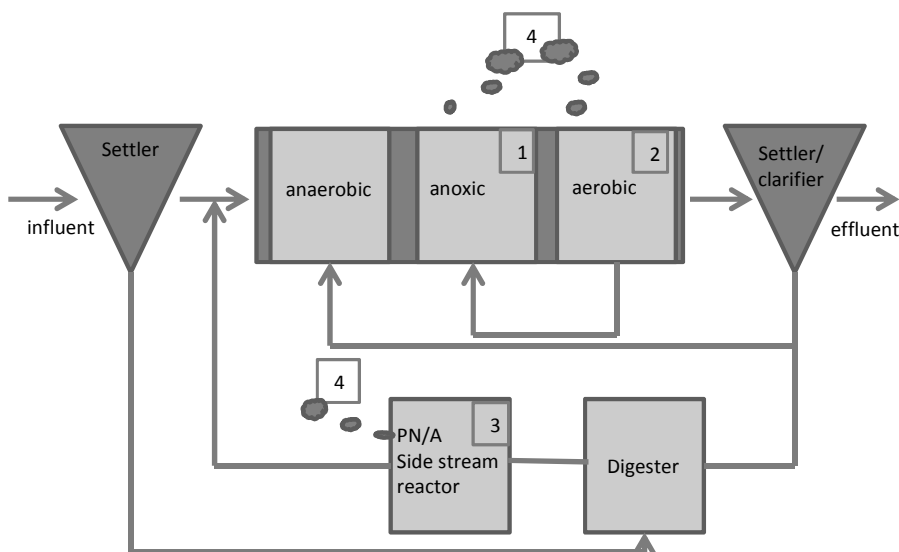 4
Settler
influent
anaerobic
anoxic
1
aerobic
2
Settler/
clarifier
effluent
4
PN/A
Side stream
reactor
3
Digester